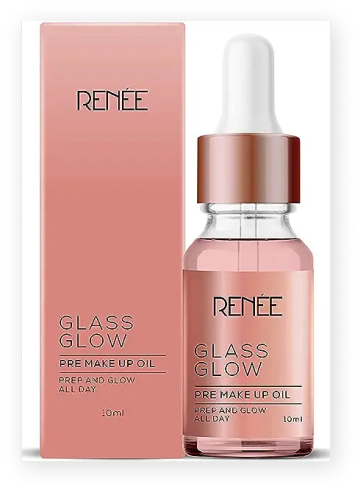 RENÉE
GLASS
GLOW
PRE MAKE UP OIL
PREP AND GLOW
ALL DAY
10ml
RENÉE
GLASS
GLOW
PRE MAKE UP OIL
PREP AND GLOW
ALL DAY
10ml